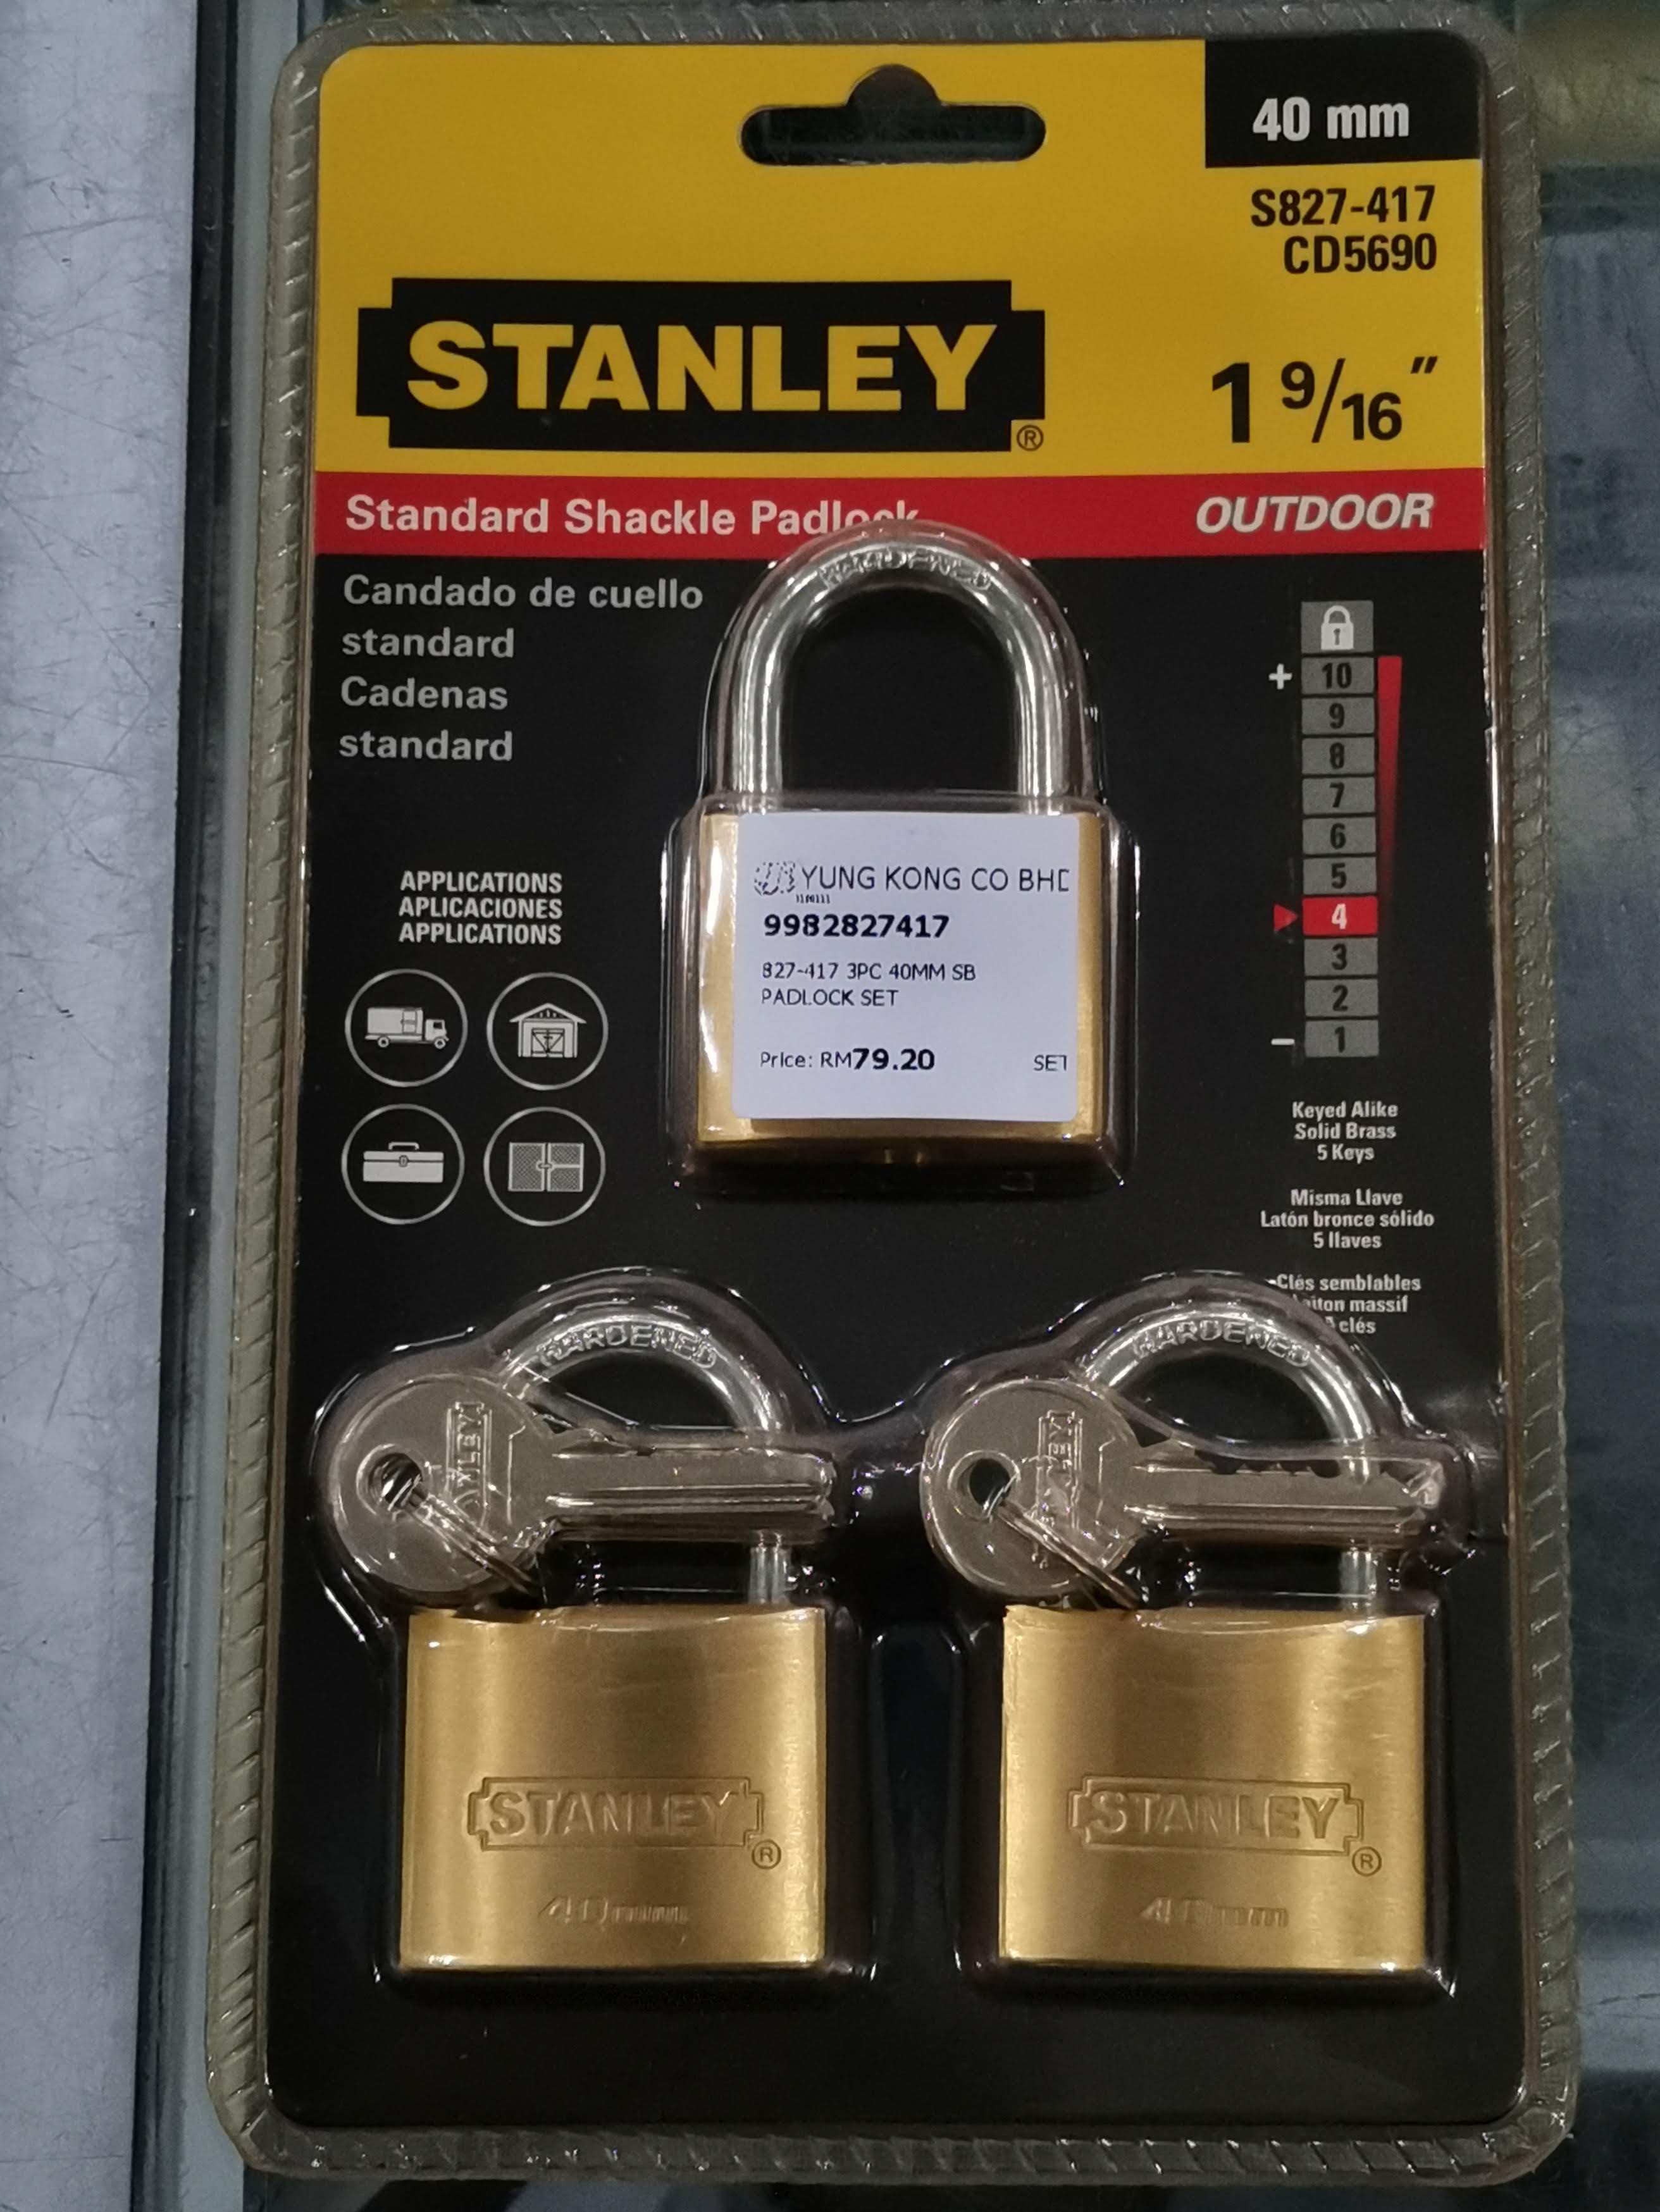 40 mm
S827-417
CD5690
STANLEY®
1 9/16"
Standard Shackle Padlock
OUTDOOR
Candado de cuello
standard
Cadenas
standard
HARDENED
+ 10
9
8
7
6
5
4
3
2
- 1
APPLICATIONS
APLICACIONES
APPLICATIONS
YUNG KONG CO BHD
9982827417
827-417 3PC 40MM SB
PADLOCK SET
Price: RM79.20 SET
Keyed Alike
Solid Brass
5 Keys
Misma Llave
Latón bronce sólido
5 llaves
Clés semblables
massif
clés
HARDENED
HARDENED
STANLEY®
40mm
STANLEY®
40mm